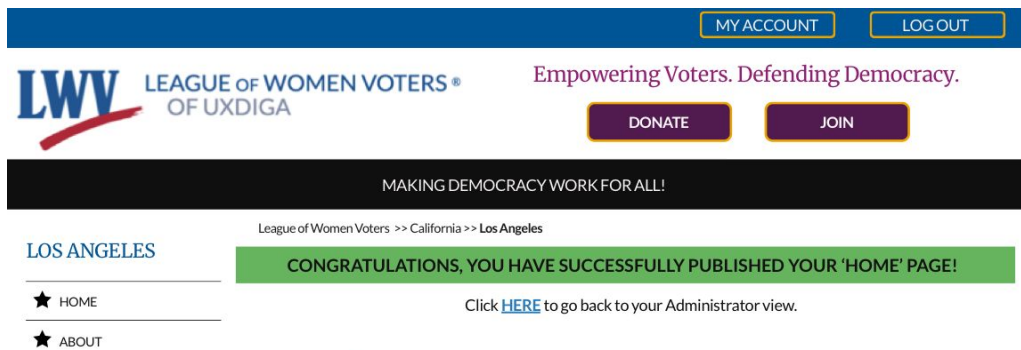 MY ACCOUNT
LOG OUT
LWV
LEAGUE OF WOMEN VOTERS ®
OF UXDIGA
Empowering Voters. Defending Democracy.
DONATE
JOIN
MAKING DEMOCRACY WORK FOR ALL!
League of Women Voters >> California >> Los Angeles
LOS ANGELES
CONGRATULATIONS, YOU HAVE SUCCESSFULLY PUBLISHED YOUR ‘HOME’ PAGE!
HOME
Click HERE to go back to your Administrator view.
ABOUT